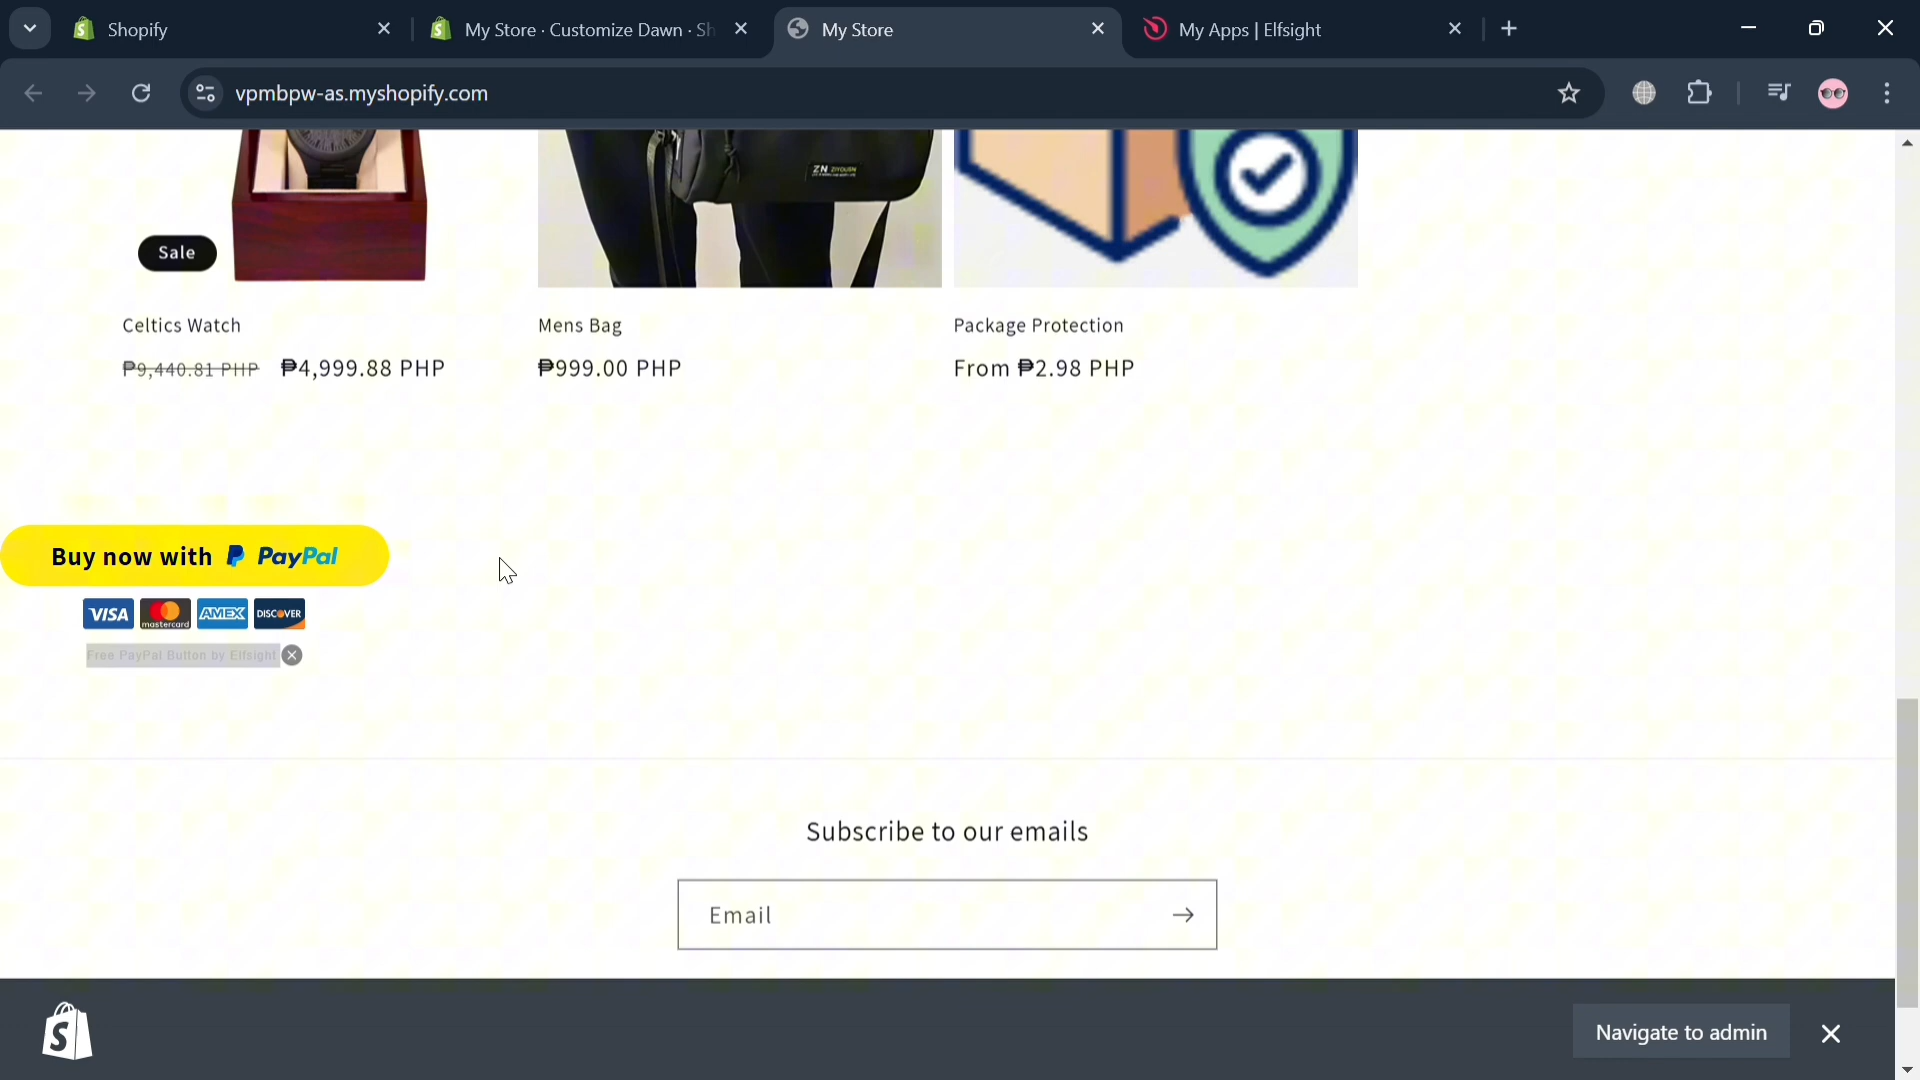 Shopify
My Store · Customize Dawn · Sh
My Store
My Apps | Elfsight
vpmbpw-as.myshopify.com
ZN ZIYOUSN
Sale
Celtics Watch
Mens Bag
Package Protection
₱9,440.81 PHP ₱4,999.88 PHP
₱999.00 PHP
From ₱2.98 PHP
Buy now with PayPal
VISA mastercard AMEX DISCOVER
Free PayPal Button by Elfsight
Subscribe to our emails
Email
Navigate to admin